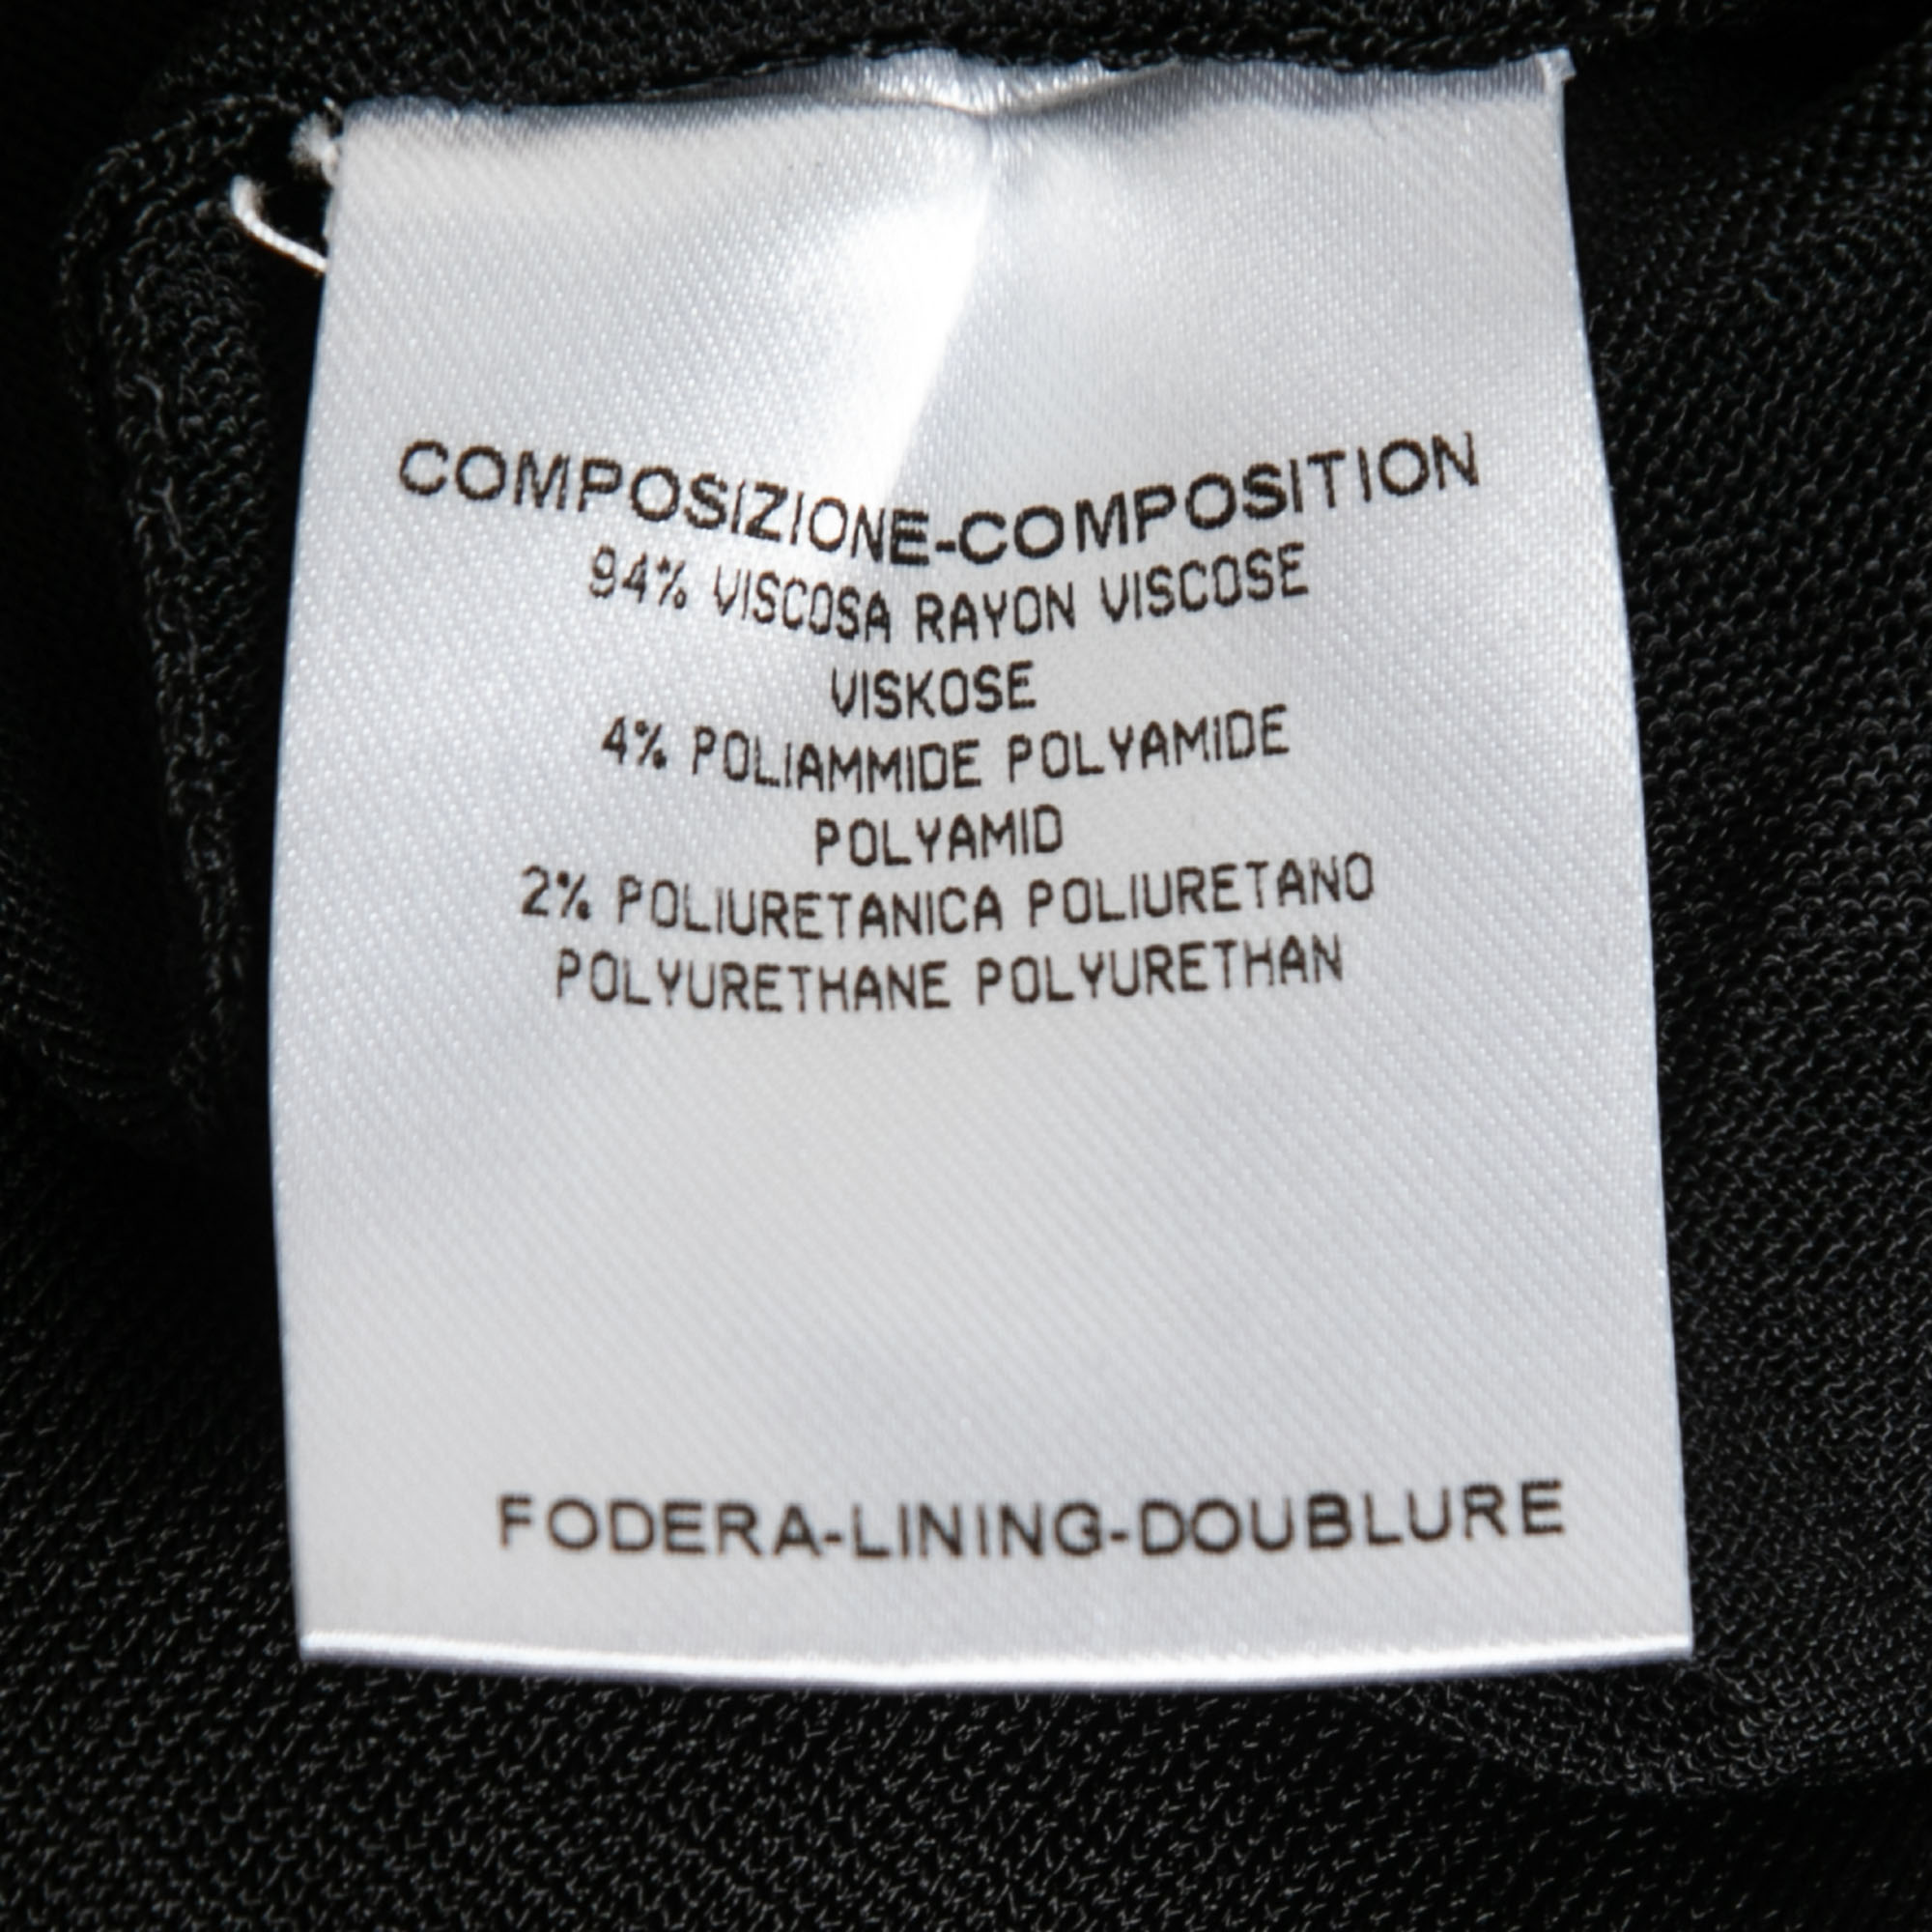 COMPOSIZIONE-COMPOSITION
94% VISCOSA RAYON VISCOSE
VISKOSE
4% POLIAMMIDE POLYAMIDE
POLYAMID
2% POLIURETANICA POLIURETANO
POLYURETHANE POLYURETHAN
FODERA-LINING-DOUBLURE